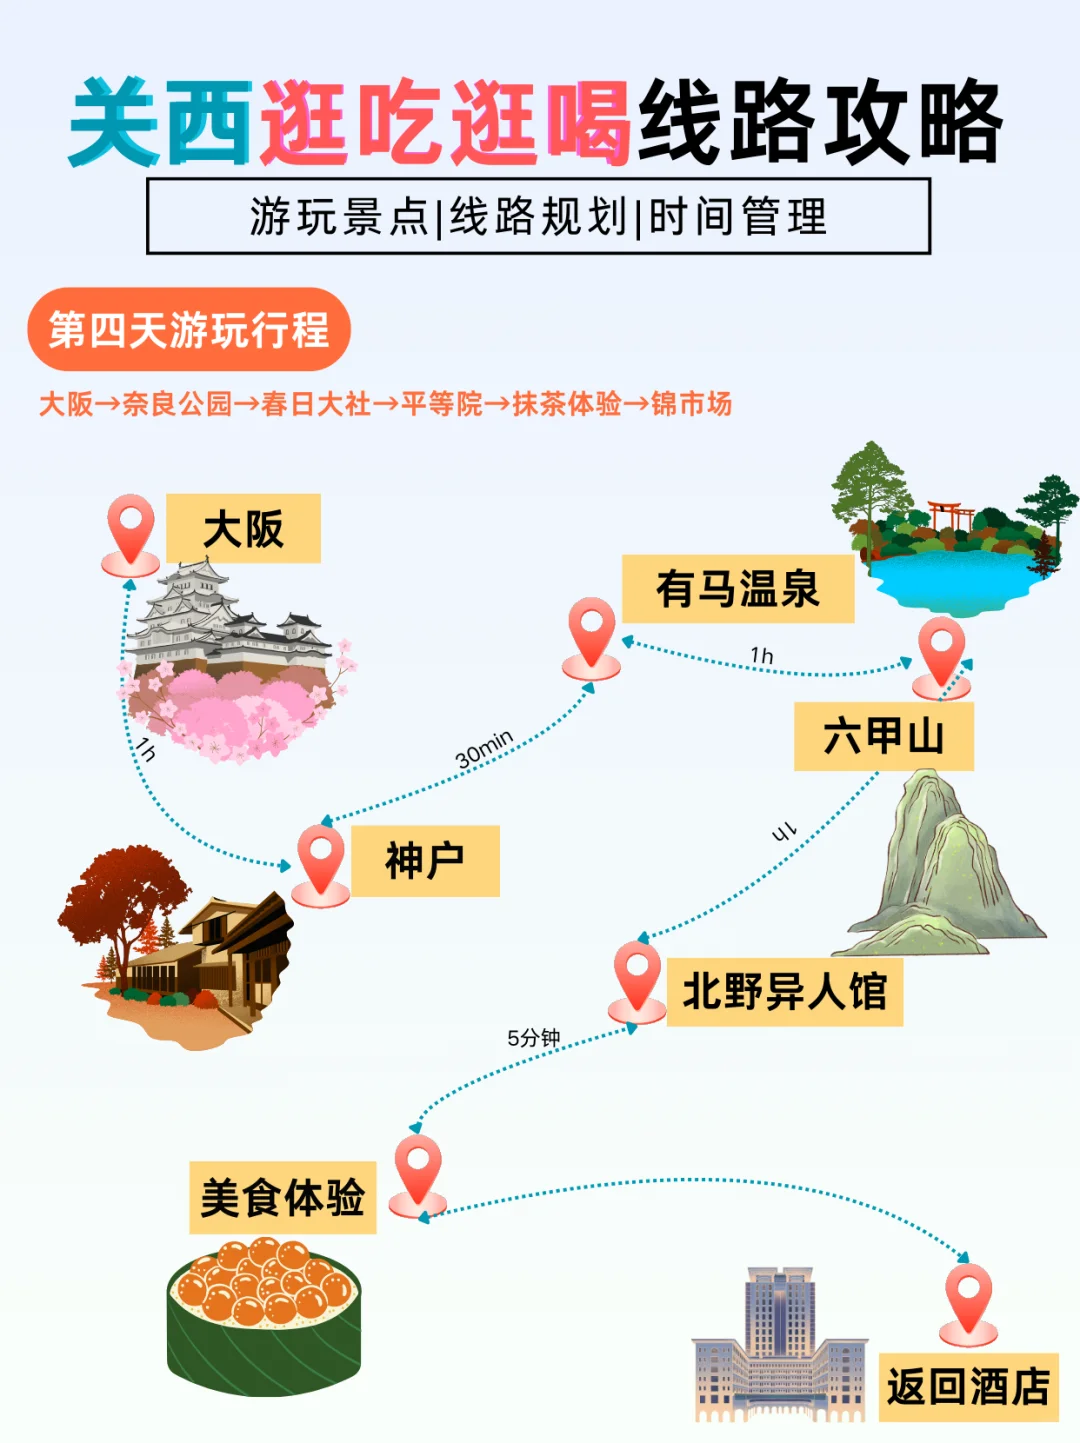 关西逛吃逛喝线路攻略
游玩景点|线路规划|时间管理
第四天游玩行程
大阪→奈良公园→春日大社→平等院→抹茶体验→锦市场
大阪
有马温泉
1h
六甲山
1h
30min
神户
1h
北野异人馆
5分钟
美食体验
返回酒店